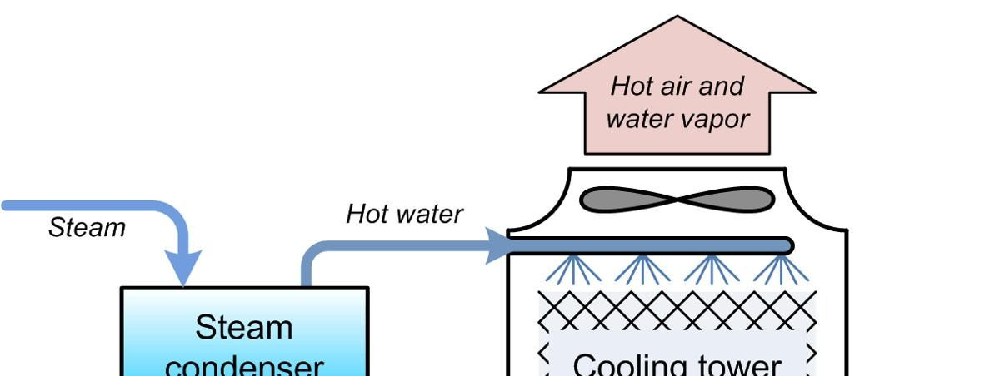 Hot air and
water vapor
Steam
Hot water
Steam
condenser
Cooling tower